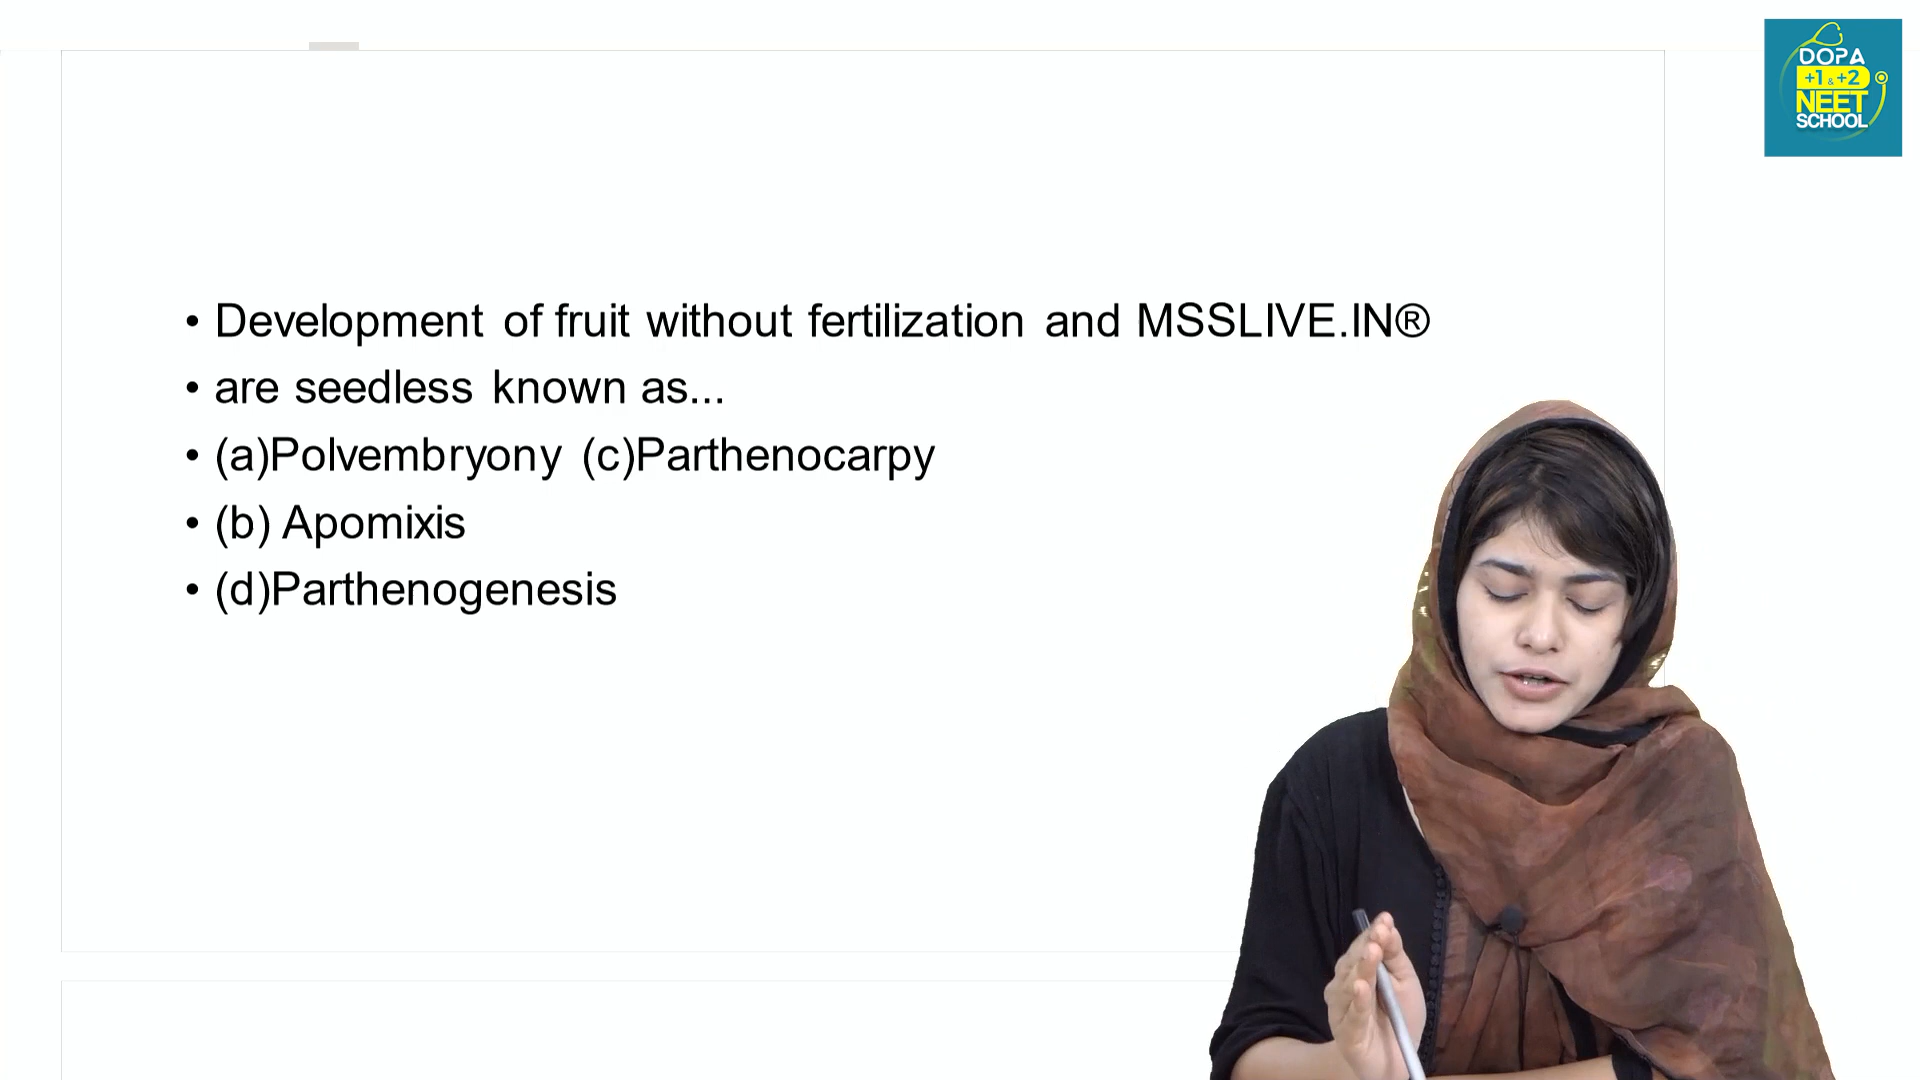 DOPA
+1 & +2
NEET
SCHOOL
• Development of fruit without fertilization and MSSLIVE.IN®
• are seedless known as...
• (a)Polvembryony (c)Parthenocarpy
• (b) Apomixis
• (d)Parthenogenesis